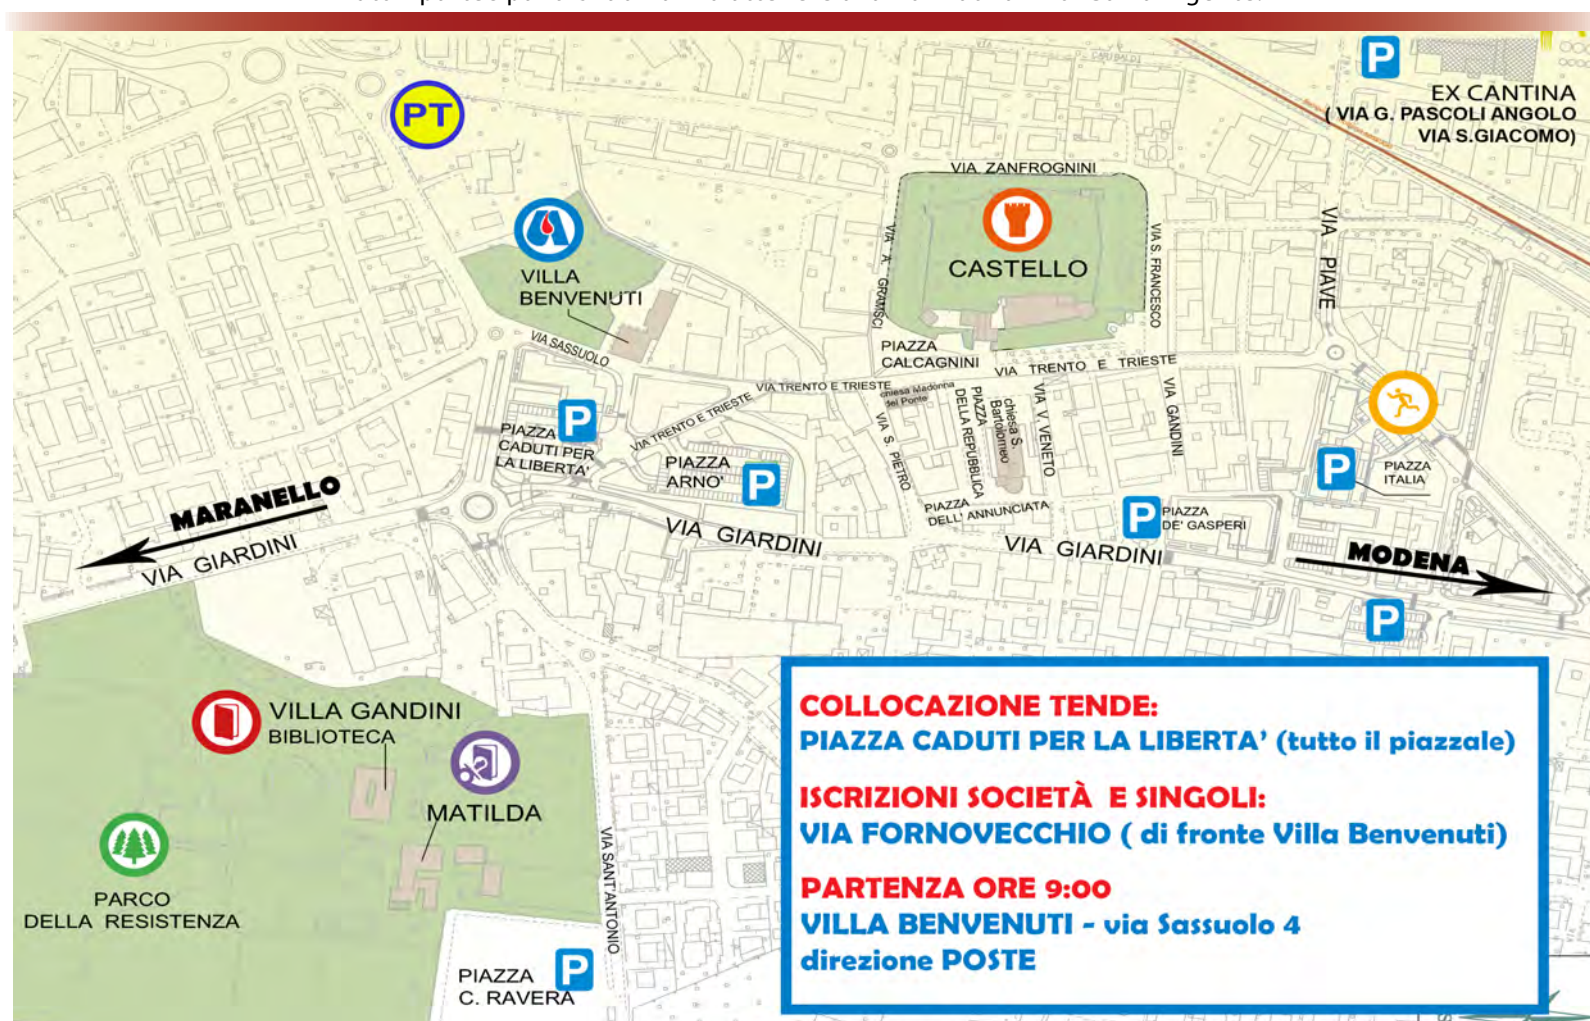 PT
P
EX CANTINA
( VIA G. PASCOLI ANGOLO
VIA S.GIACOMO)
VIA ZANFROGNINI
VIA A. GRAMSCI
CASTELLO
VIA S. FRANCESCO
VIA PIAVE
VILLA
BENVENUTI
VIA SASSUOLO
PIAZZA
CALCAGNINI
VIA TRENTO E TRIESTE
VIA TRENTO E TRIESTE
VIA TRENTO E TRIESTE
chiesa Madonna
del Ponte
VIA S. PIETRO
PIAZZA
DELLA REPUBBLICA
chiesa S.
Bartolomeo
VIA V. VENETO
VIA GANDINI
P
PIAZZA
CADUTI PER
LA LIBERTA'
PIAZZA
ARNO'
P
P
PIAZZA
ITALIA
PIAZZA
DELL' ANNUNCIATA
P
PIAZZA
DE' GASPERI
MARANELLO
VIA GIARDINI
VIA GIARDINI
VIA GIARDINI
MODENA
P
VILLA GANDINI
BIBLIOTECA
MATILDA
PARCO
DELLA RESISTENZA
VIA SANT'ANTONIO
PIAZZA
C. RAVERA
P
COLLOCAZIONE TENDE:
PIAZZA CADUTI PER LA LIBERTA' (tutto il piazzale)
ISCRIZIONI SOCIETÀ E SINGOLI:
VIA FORNOVECCHIO ( di fronte Villa Benvenuti)
PARTENZA ORE 9:00
VILLA BENVENUTI - via Sassuolo 4
direzione POSTE